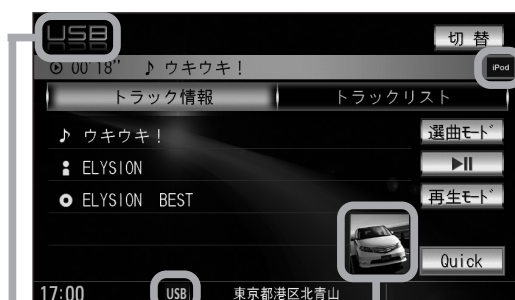 USB
切 替
00'18” ♪ ウキウキ！
iPod
トラック情報
トラックリスト
♪ ウキウキ！
選曲ﾓｰﾄﾞ
ELYSION
ELYSION BEST
再生ﾓｰﾄﾞ
Quick
17:00
USB
東京都港区北青山